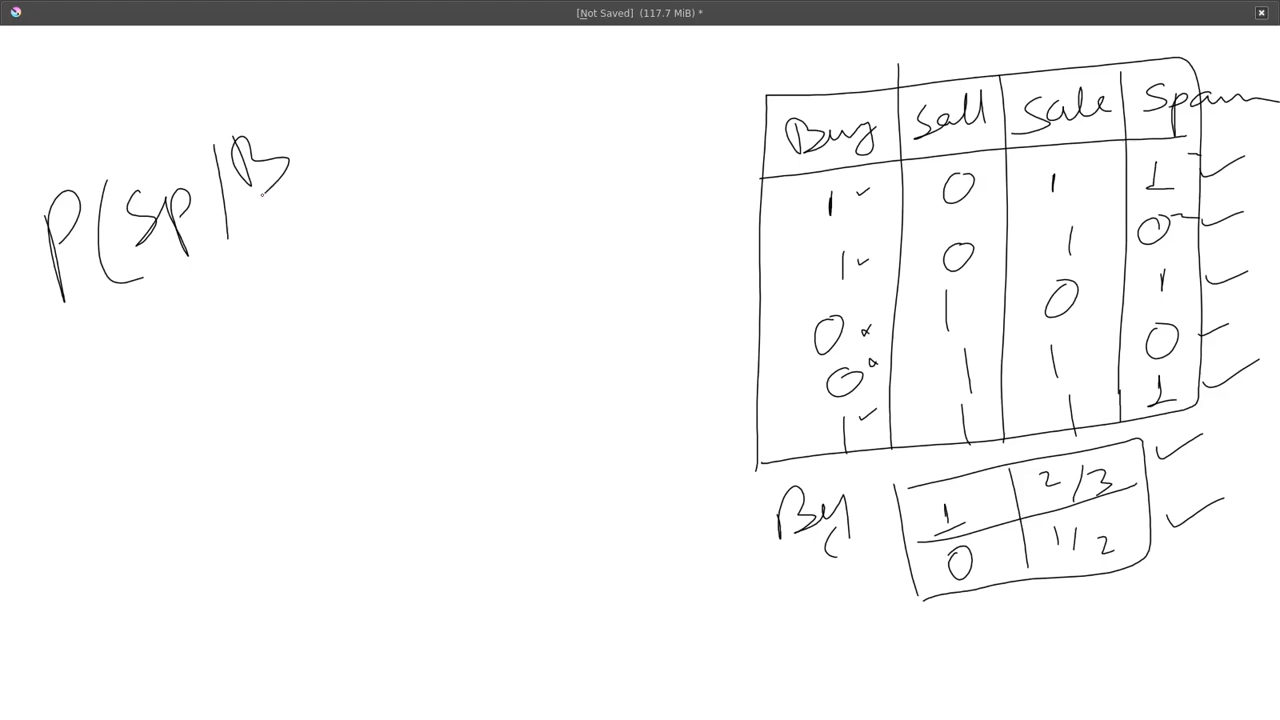 [Not Saved] (117.7 MiB) *
P(Sp|B
Buy Sell Sale Spam
1 0 1 1
1 0 1 0
0 1 0 1
0 1 1 0
1 1 1 1
Buy
1 2/3
0 1/2